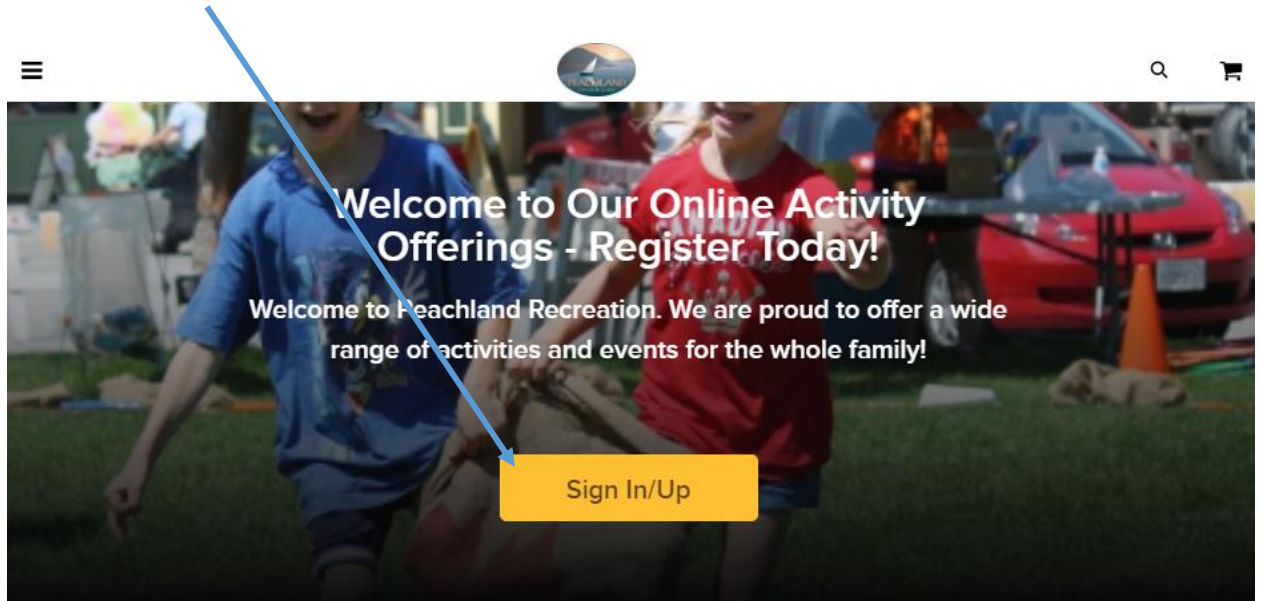 PEACHLAND
Welcome to Our Online Activity
Offerings - Register Today!
Welcome to Peachland Recreation. We are proud to offer a wide
range of activities and events for the whole family!
Sign In/Up